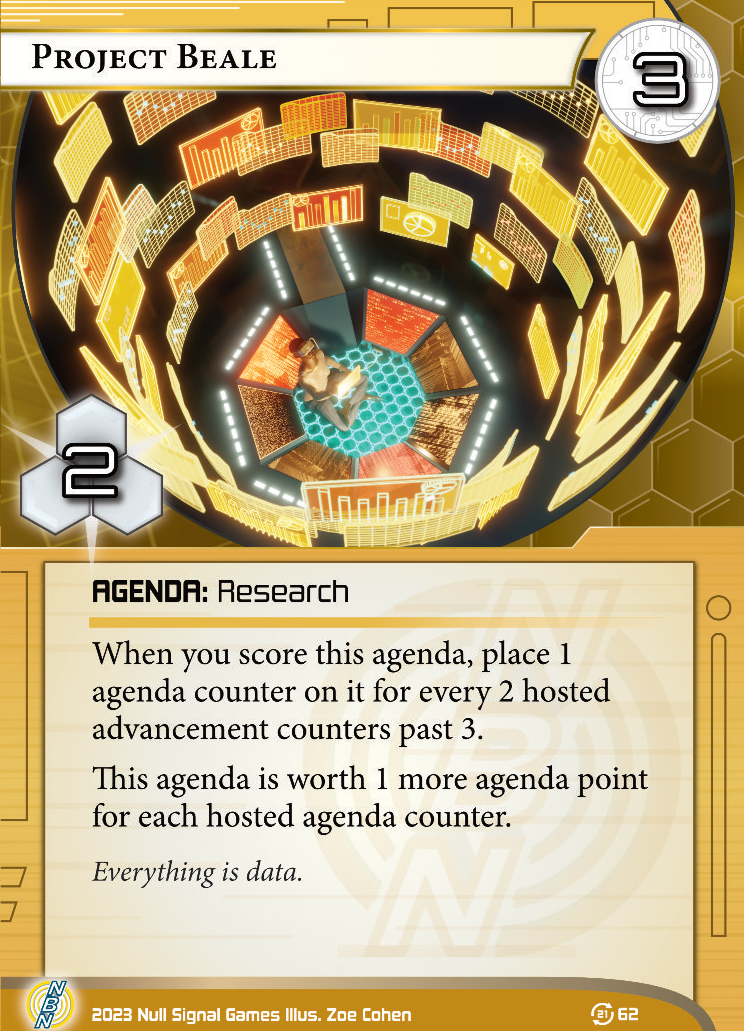 Project Beale
3
2
AGENDA: Research
When you score this agenda, place 1
agenda counter on it for every 2 hosted
advancement counters past 3.
This agenda is worth 1 more agenda point
for each hosted agenda counter.
Everything is data.
NBN
NBN
2023 Null Signal Games Illus. Zoe Cohen
21 62